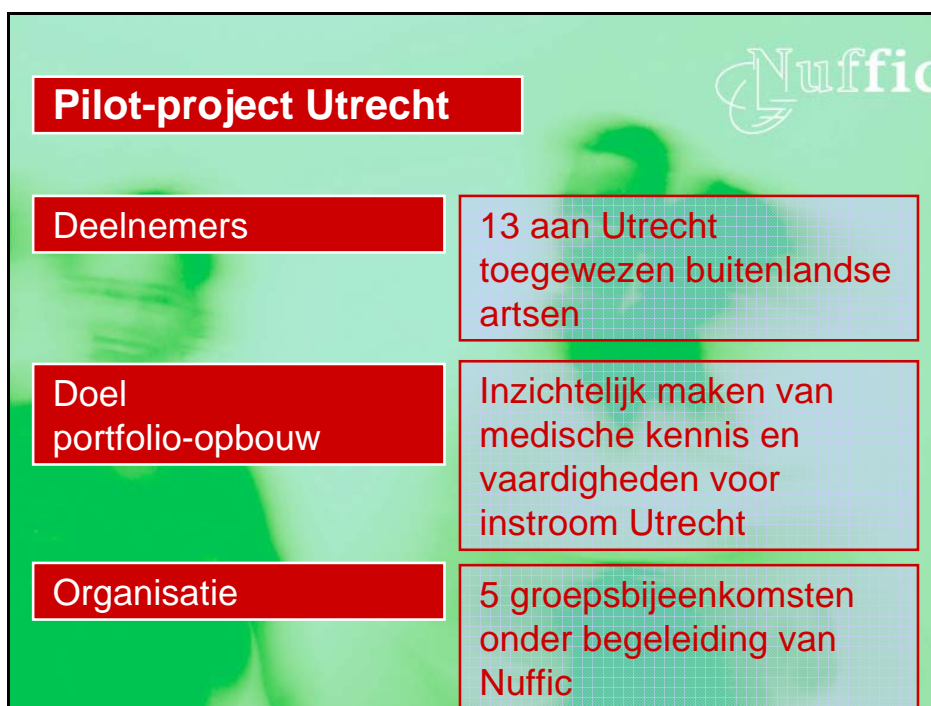 Nuffic
Pilot-project Utrecht
Deelnemers
13 aan Utrecht
toegewezen buitenlandse
artsen
Doel
portfolio-opbouw
Inzichtelijk maken van
medische kennis en
vaardigheden voor
instroom Utrecht
Organisatie
5 groepsbijeenkomsten
onder begeleiding van
Nuffic